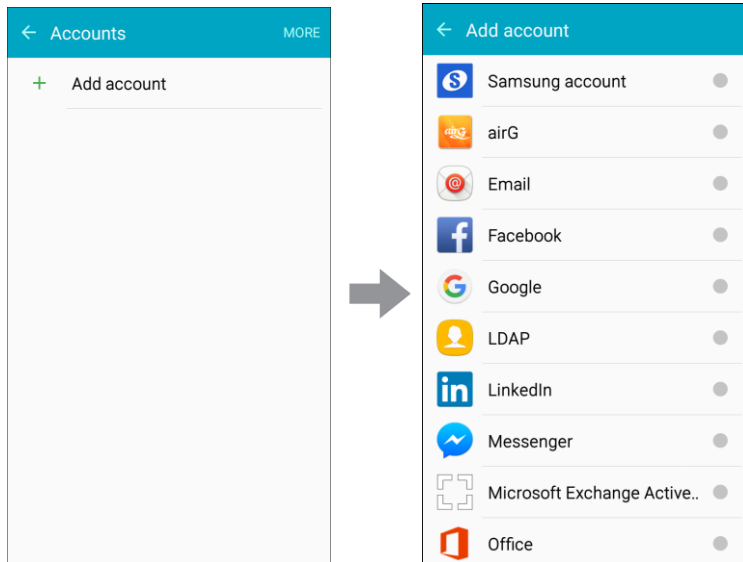 Accounts MORE
Add account
Add account
Samsung account
airG
airG
Email
Facebook
Google
LDAP
LinkedIn
Messenger
Microsoft Exchange Active..
Office